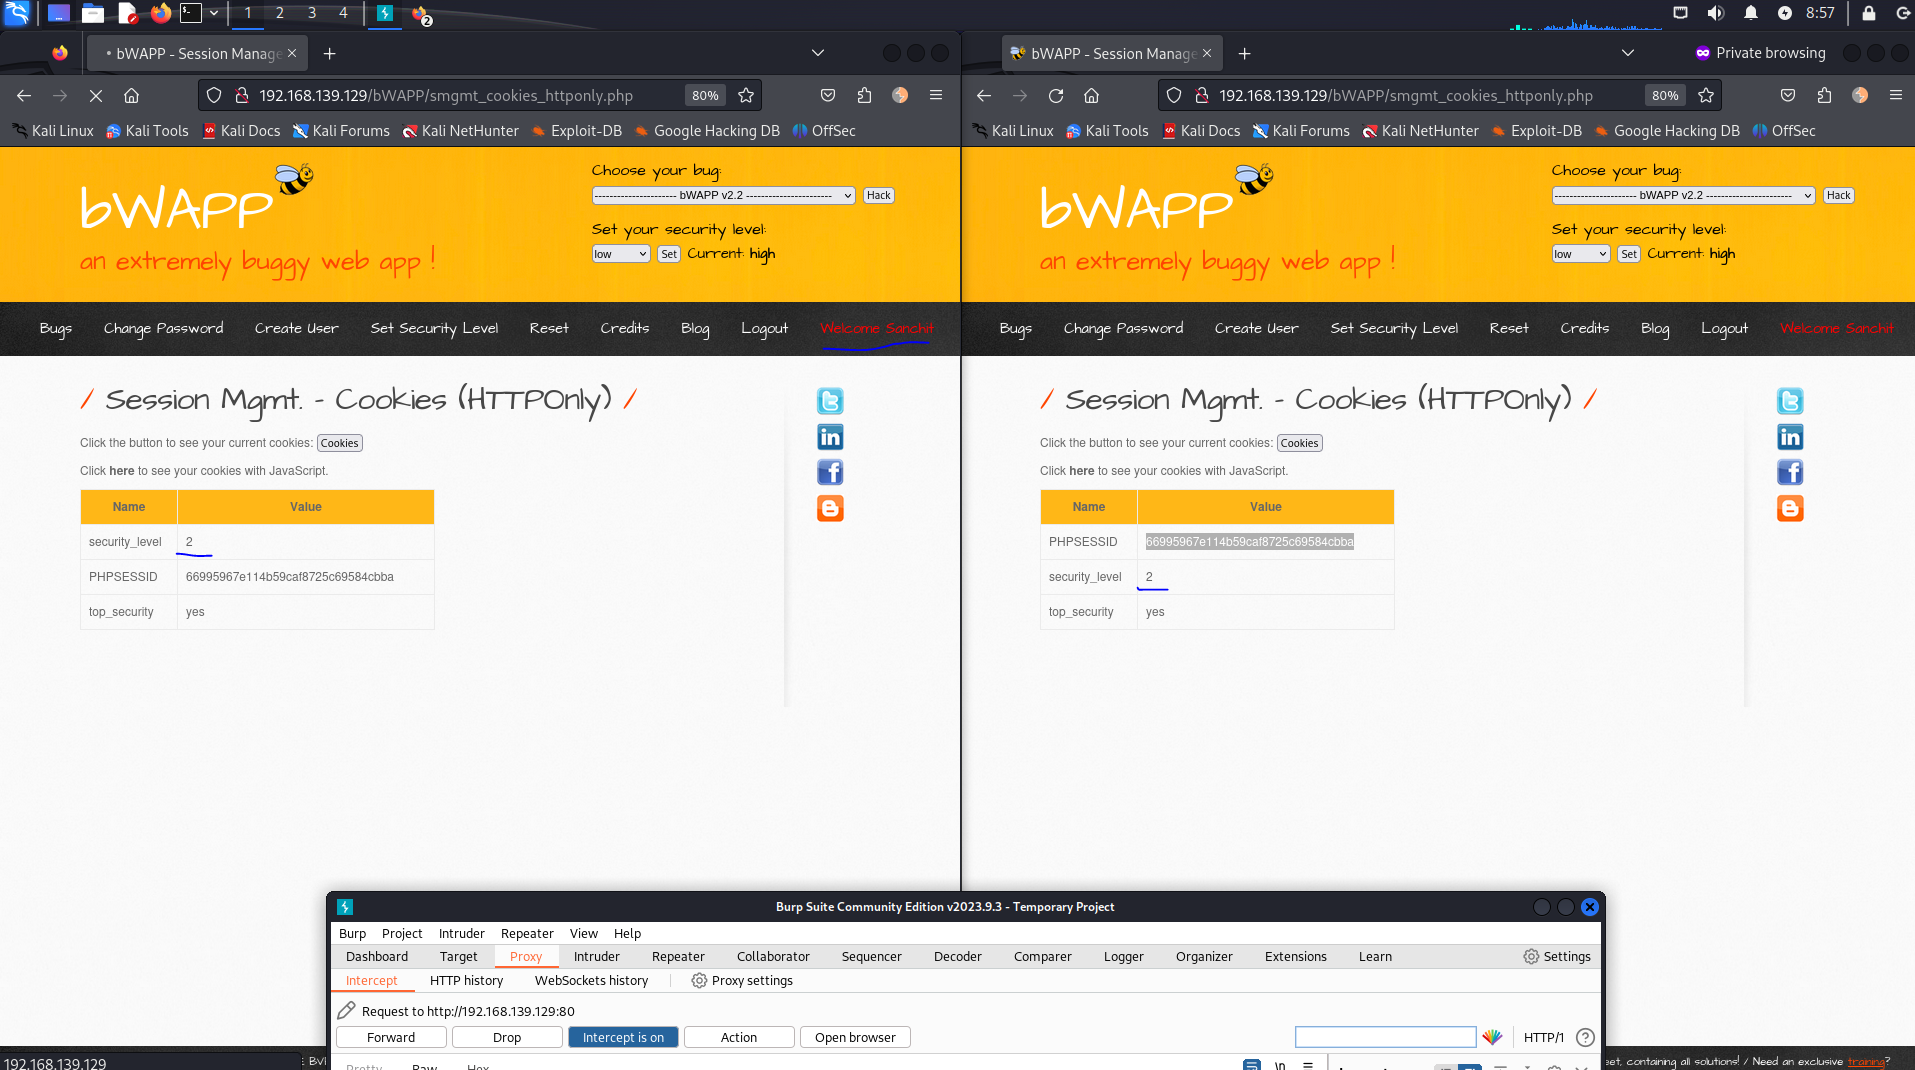 1 2 3 4 2 8:57
bWAPP - Session Manage
192.168.139.129/bWAPP/smgmt_cookies_httponly.php 80%
Kali Linux Kali Tools Kali Docs Kali Forums Kali NetHunter Exploit-DB Google Hacking DB OffSec
bWAPP
an extremely buggy web app !
Choose your bug:
---------------------- bWAPP v2.2 ---------------------- Hack
Set your security level:
low Set Current: high
Bugs Change Password Create User Set Security Level Reset Credits Blog Logout Welcome Sanchit
/ Session Mgmt. - Cookies (HTTPOnly) /
Click the button to see your current cookies: Cookies
Click here to see your cookies with JavaScript.
Name Value
security_level 2
PHPSESSID 66995967e114b59caf8725c69584cbba
top_security yes
192.168.139.129
bWAPP - Session Manage Private browsing
192.168.139.129/bWAPP/smgmt_cookies_httponly.php 80%
Kali Linux Kali Tools Kali Docs Kali Forums Kali NetHunter Exploit-DB Google Hacking DB OffSec
bWAPP
an extremely buggy web app !
Choose your bug:
---------------------- bWAPP v2.2 ---------------------- Hack
Set your security level:
low Set Current: high
Bugs Change Password Create User Set Security Level Reset Credits Blog Logout Welcome Sanchit
/ Session Mgmt. - Cookies (HTTPOnly) /
Click the button to see your current cookies: Cookies
Click here to see your cookies with JavaScript.
Name Value
PHPSESSID 66995967e114b59caf8725c69584cbba
security_level 2
top_security yes
containing all solutions! / Need an exclusive training?
Burp Suite Community Edition v2023.9.3 - Temporary Project
Burp Project Intruder Repeater View Help
Dashboard Target Proxy Intruder Repeater Collaborator Sequencer Decoder Comparer Logger Organizer Extensions Learn Settings
Intercept HTTP history WebSockets history Proxy settings
Request to http://192.168.139.129:80
Forward Drop Intercept is on Action Open browser HTTP/1
Pretty Raw Hex \n